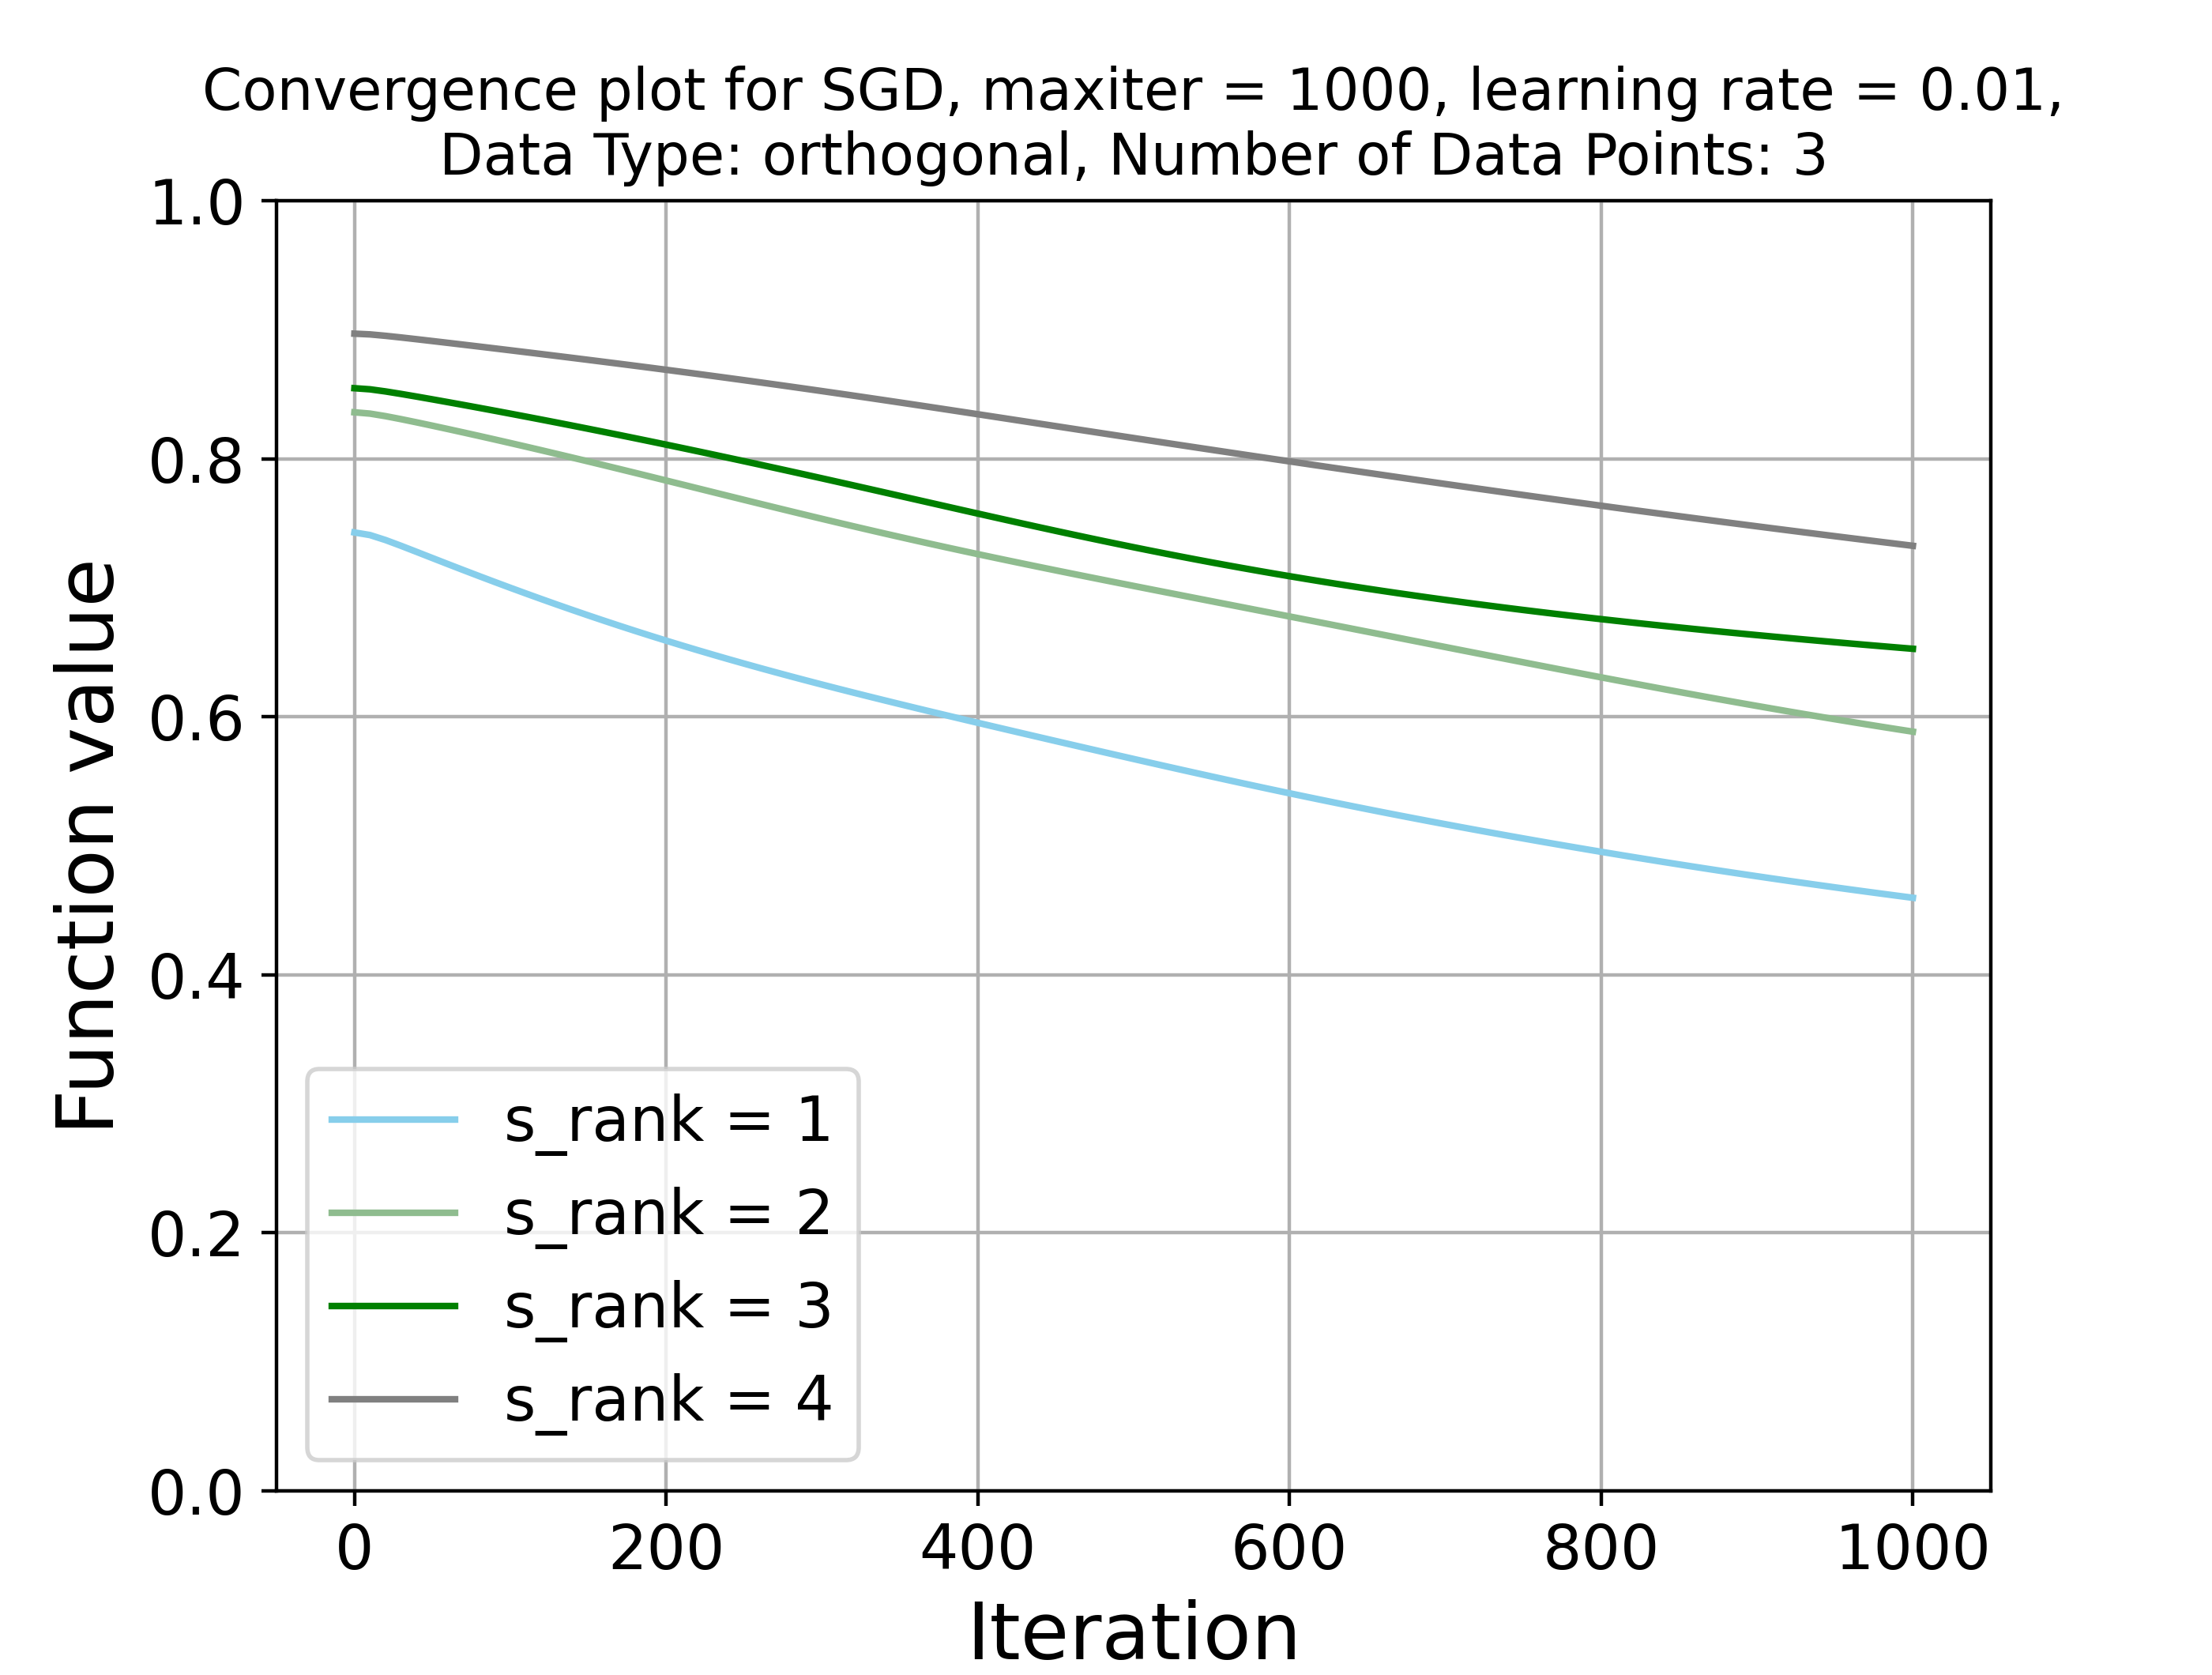 Convergence plot for SGD, maxiter = 1000, learning rate = 0.01,
Data Type: orthogonal, Number of Data Points: 3
Function value
1.0
0.8
0.6
0.4
0.2
0.0
s_rank = 1
s_rank = 2
s_rank = 3
s_rank = 4
0 200 400 600 800 1000
Iteration